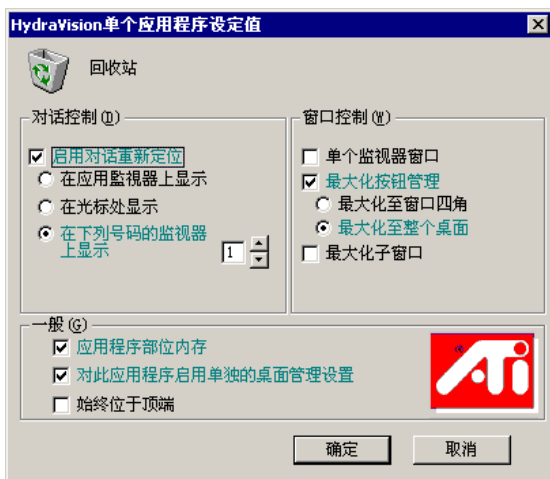 HydraVision单个应用程序设定值
回收站
对话控制(D)
启用对话重新定位
在应用監視器上显示
在光标处显示
在下列号码的监视器
上显示
1
窗口控制(W)
单个监视器窗口
最大化按钮管理
最大化至窗口四角
最大化至整个桌面
最大化子窗口
一般(G)
应用程序部位内存
对此应用程序启用单独的桌面管理设置
始终位于顶端
ATi
确定
取消